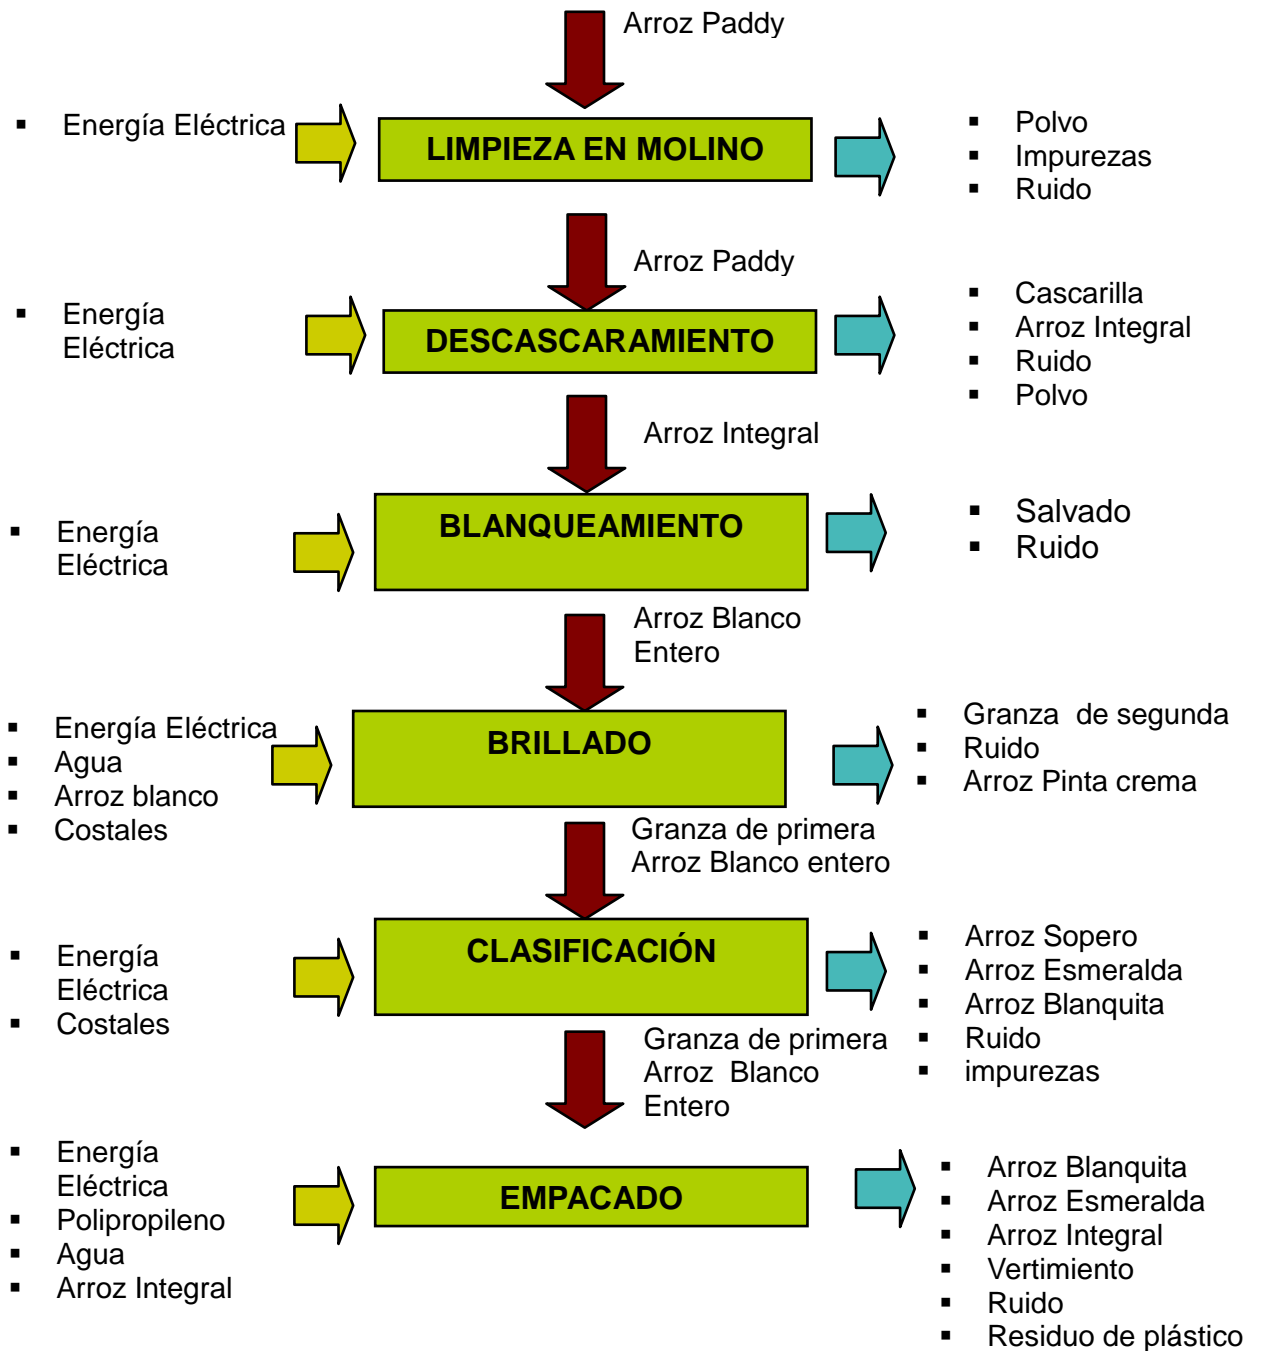 Arroz Paddy
▪ Energía Eléctrica
LIMPIEZA EN MOLINO
▪ Polvo
▪ Impurezas
▪ Ruido
Arroz Paddy
▪ Energía
Eléctrica
DESCASCARAMIENTO
▪ Cascarilla
▪ Arroz Integral
▪ Ruido
▪ Polvo
Arroz Integral
▪ Energía
Eléctrica
BLANQUEAMIENTO
▪ Salvado
▪ Ruido
Arroz Blanco
Entero
▪ Energía Eléctrica
▪ Agua
▪ Arroz blanco
▪ Costales
BRILLADO
▪ Granza de segunda
▪ Ruido
▪ Arroz Pinta crema
Granza de primera
Arroz Blanco entero
▪ Energía
Eléctrica
▪ Costales
CLASIFICACIÓN
▪ Arroz Sopero
▪ Arroz Esmeralda
▪ Arroz Blanquita
▪ Ruido
▪ impurezas
Granza de primera
Arroz Blanco
Entero
▪ Energía
Eléctrica
▪ Polipropileno
▪ Agua
▪ Arroz Integral
EMPACADO
▪ Arroz Blanquita
▪ Arroz Esmeralda
▪ Arroz Integral
▪ Vertimiento
▪ Ruido
▪ Residuo de plástico